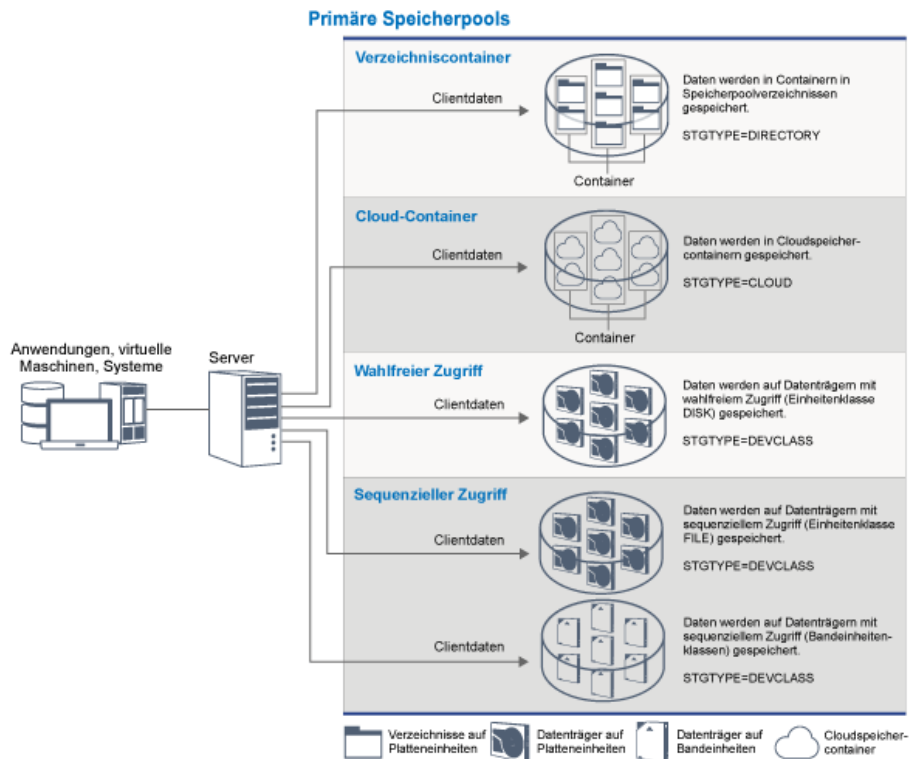 Primäre Speicherpools
Verzeichniscontainer
Clientdaten
Daten werden in Containern in
Speicherpoolverzeichnissen
gespeichert.
STGTYPE=DIRECTORY
Container
Cloud-Container
Clientdaten
Daten werden in Cloudspeicher-
containern gespeichert.
STGTYPE=CLOUD
Container
Anwendungen, virtuelle
Maschinen, Systeme
Server
Wahlfreier Zugriff
Clientdaten
Daten werden auf Datenträgern mit
wahlfreiem Zugriff (Einheitenklasse
DISK) gespeichert.
STGTYPE=DEVCLASS
Sequenzieller Zugriff
Clientdaten
Daten werden auf Datenträgern mit
sequenziellem Zugriff (Einheitenklasse
FILE) gespeichert.
STGTYPE=DEVCLASS
Clientdaten
Daten werden auf Datenträgern mit
sequenziellem Zugriff (Bandeinheiten-
klassen) gespeichert.
STGTYPE=DEVCLASS
Verzeichnisse auf
Platteneinheiten
Datenträger auf
Platteneinheiten
Datenträger auf
Bandeinheiten
Cloudspeicher-
container